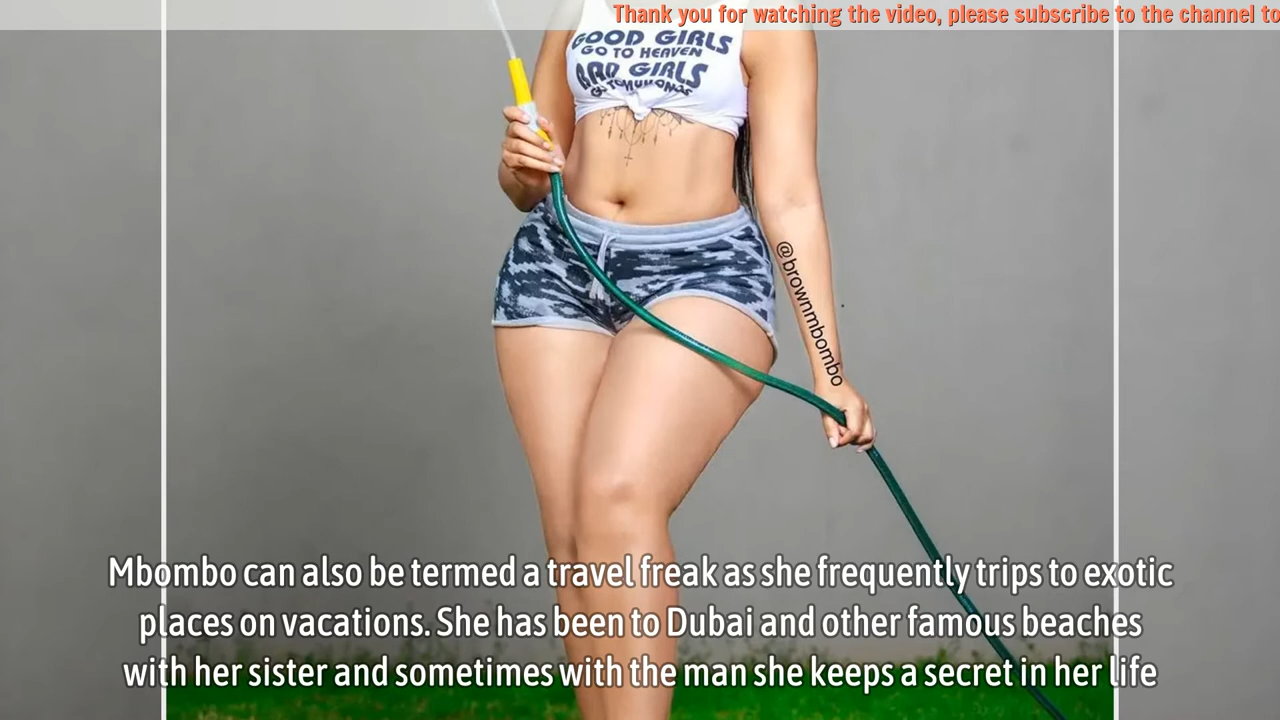 Thank you for watching the video, please subscribe to the channel to
GOOD GIRLS
GO TO HEAVEN
BAD GIRLS
GO TO
@brownmbombo
Mbombo can also be termed a travel freak as she frequently trips to exotic
places on vacations. She has been to Dubai and other famous beaches
with her sister and sometimes with the man she keeps a secret in her life